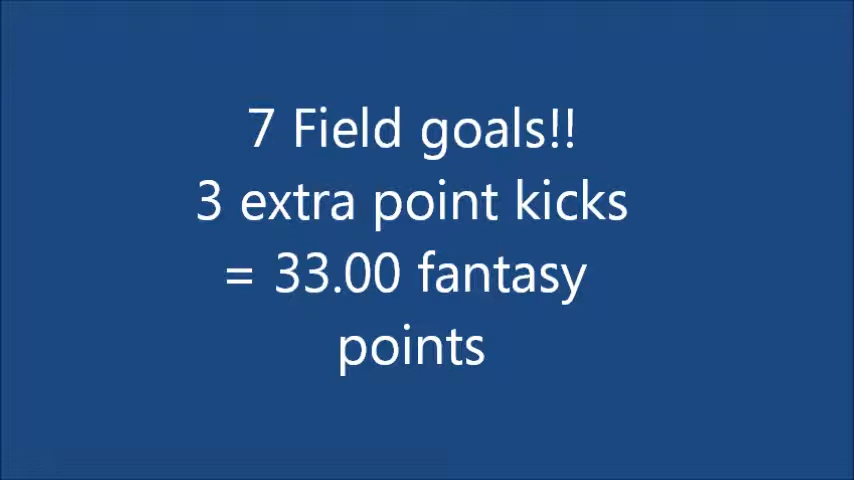 7 Field goals!!
3 extra point kicks
= 33.00 fantasy
points